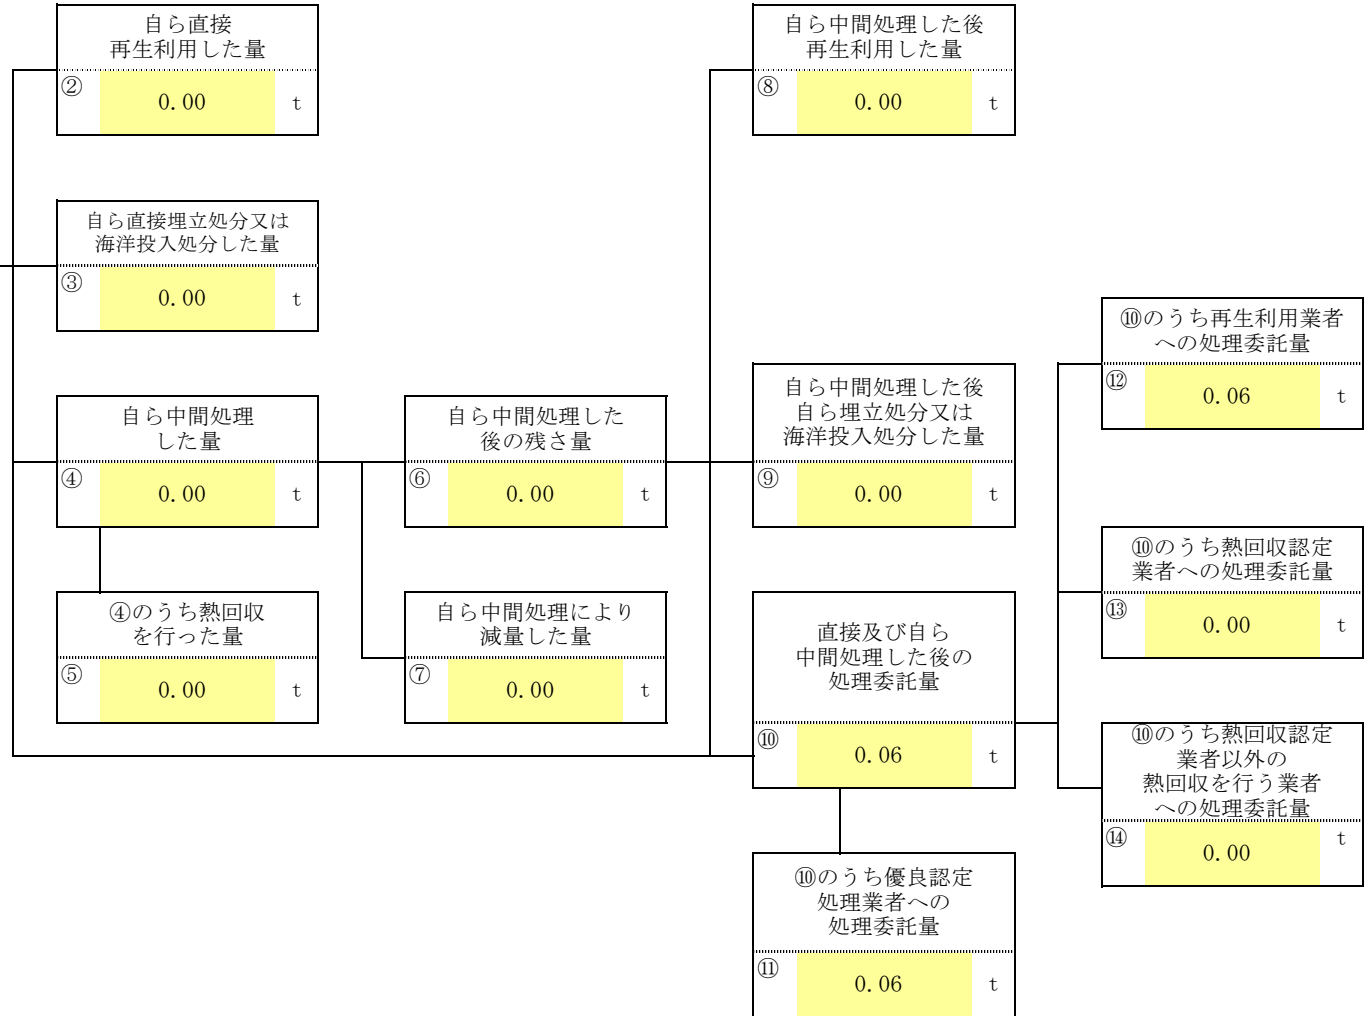 自ら直接
再生利用した量
②
0.00
t
自ら直接埋立処分又は
海洋投入処分した量
③
0.00
t
自ら中間処理
した量
④
0.00
t
④のうち熱回収
を行った量
⑤
0.00
t
自ら中間処理した
後の残さ量
⑥
0.00
t
自ら中間処理により
減量した量
⑦
0.00
t
自ら中間処理した後
再生利用した量
⑧
0.00
t
自ら中間処理した後
自ら埋立処分又は
海洋投入処分した量
⑨
0.00
t
直接及び自ら
中間処理した後の
処理委託量
⑩
0.06
t
⑩のうち優良認定
処理業者への
処理委託量
⑪
0.06
t
⑩のうち再生利用業者
への処理委託量
⑫
0.06
t
⑩のうち熱回収認定
業者への処理委託量
⑬
0.00
t
⑩のうち熱回収認定
業者以外の
熱回収を行う業者
への処理委託量
⑭
0.00
t